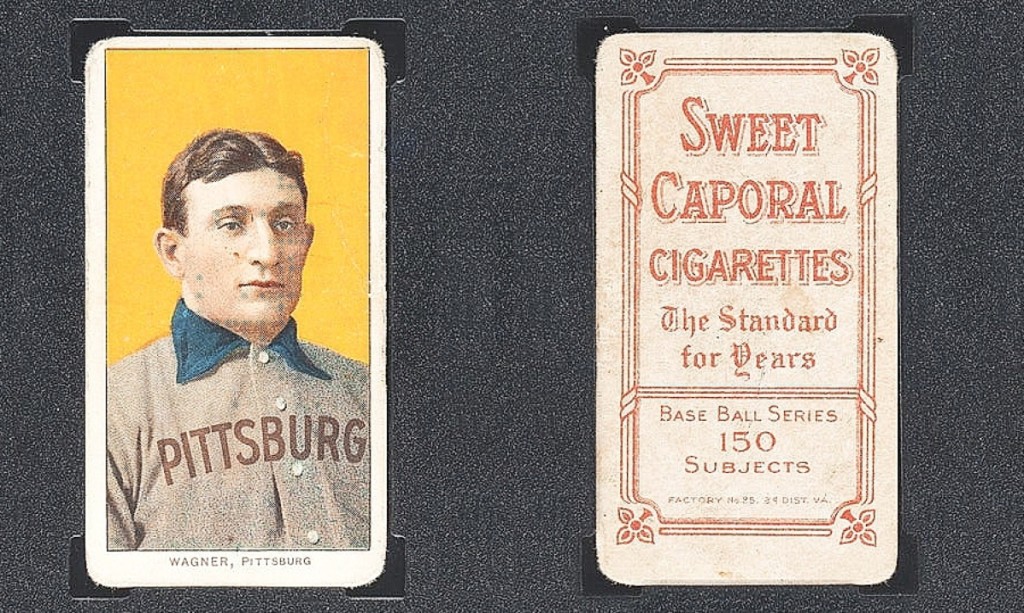 PITTSBURG
WAGNER, PITTSBURG
SWEET
CAPORAL
CIGARETTES
The Standard
for Years
BASE BALL SERIES
150
SUBJECTS
FACTORY No 25, 2d DIST. VA.